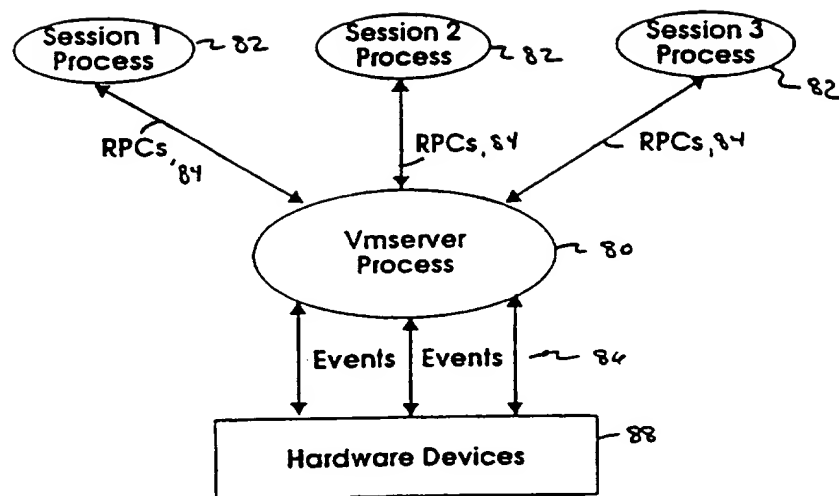 Session 1
Process
82
Session 2
Process
82
Session 3
Process
82
RPCs, 84
RPCs, 84
RPCs, 84
Vmserver
Process
80
Events
Events
86
Hardware Devices
88